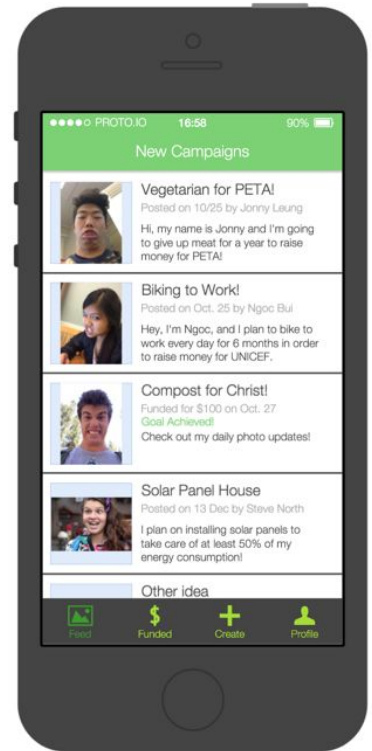 PROTO.IO 16:58 90%
New Campaigns
Vegetarian for PETA!
Posted on 10/25 by Jonny Leung
Hi, my name is Jonny and I'm going
to give up meat for a year to raise
money for PETA!
Biking to Work!
Posted on Oct. 25 by Ngoc Bui
Hey, I'm Ngoc, and I plan to bike to
work every day for 6 months in order
to raise money for UNICEF.
Compost for Christ!
Funded for $100 on Oct. 27
Goal Achieved!
Check out my daily photo updates!
Solar Panel House
Posted on 13 Dec by Steve North
I plan on installing solar panels to
take care of at least 50% of my
energy consumption!
Other idea
Feed Funded Create Profile